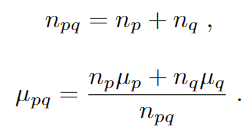 n_{pq} = n_p + n_q ,
\mu_{pq} = \frac{n_p \mu_p + n_q \mu_q}{n_{pq}} .